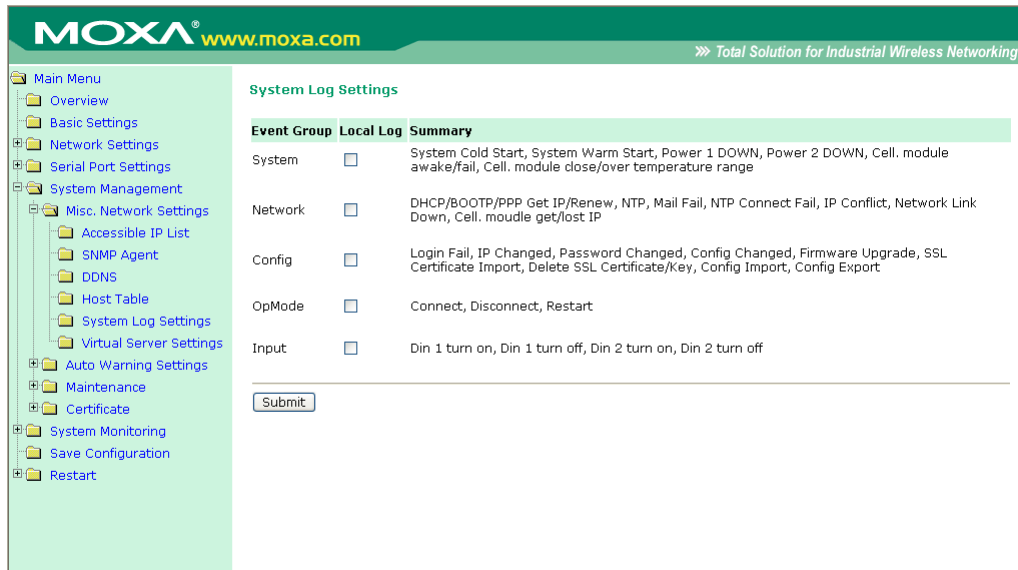 MOXA® www.moxa.com
>>> Total Solution for Industrial Wireless Networking
Main Menu
Overview
Basic Settings
Network Settings
Serial Port Settings
System Management
Misc. Network Settings
Accessible IP List
SNMP Agent
DDNS
Host Table
System Log Settings
Virtual Server Settings
Auto Warning Settings
Maintenance
Certificate
System Monitoring
Save Configuration
Restart
System Log Settings
Event Group Local Log Summary
System System Cold Start, System Warm Start, Power 1 DOWN, Power 2 DOWN, Cell. module
awake/fail, Cell. module close/over temperature range
Network DHCP/BOOTP/PPP Get IP/Renew, NTP, Mail Fail, NTP Connect Fail, IP Conflict, Network Link
Down, Cell. moudle get/lost IP
Config Login Fail, IP Changed, Password Changed, Config Changed, Firmware Upgrade, SSL
Certificate Import, Delete SSL Certificate/Key, Config Import, Config Export
OpMode Connect, Disconnect, Restart
Input Din 1 turn on, Din 1 turn off, Din 2 turn on, Din 2 turn off
Submit